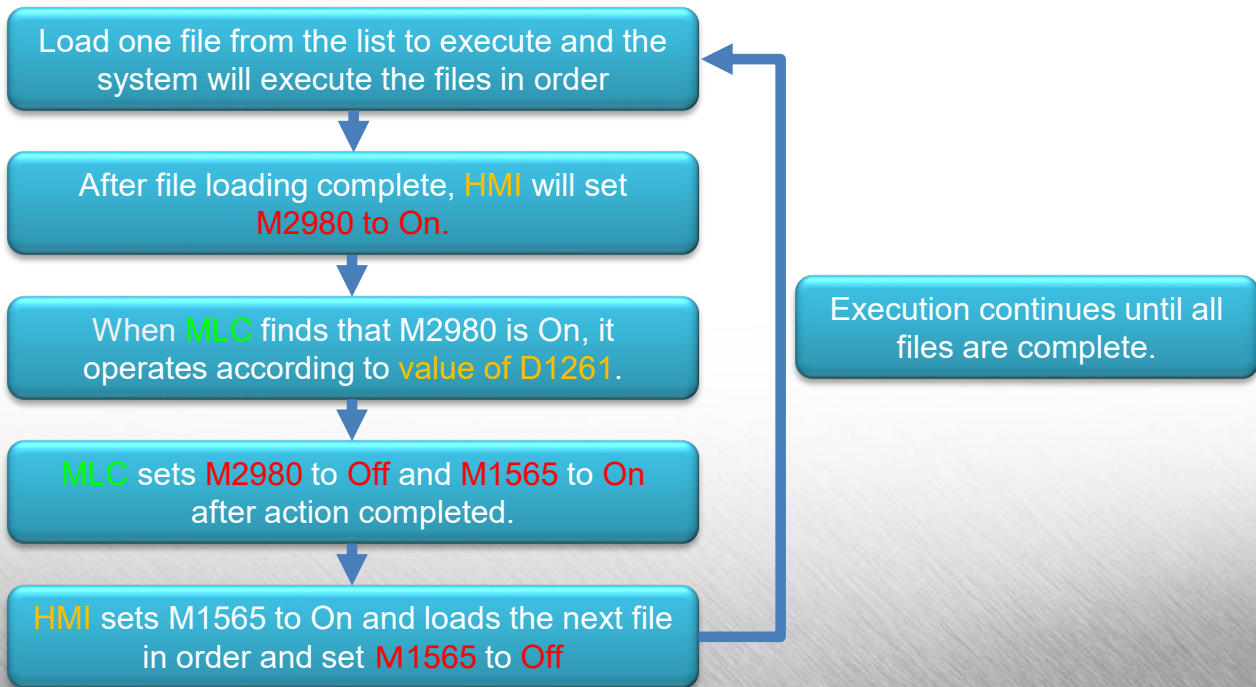 Load one file from the list to execute and the
system will execute the files in order
After file loading complete, HMI will set
M2980 to On.
When MLC finds that M2980 is On, it
operates according to value of D1261.
MLC sets M2980 to Off and M1565 to On
after action completed.
HMI sets M1565 to On and loads the next file
in order and set M1565 to Off
Execution continues until all
files are complete.